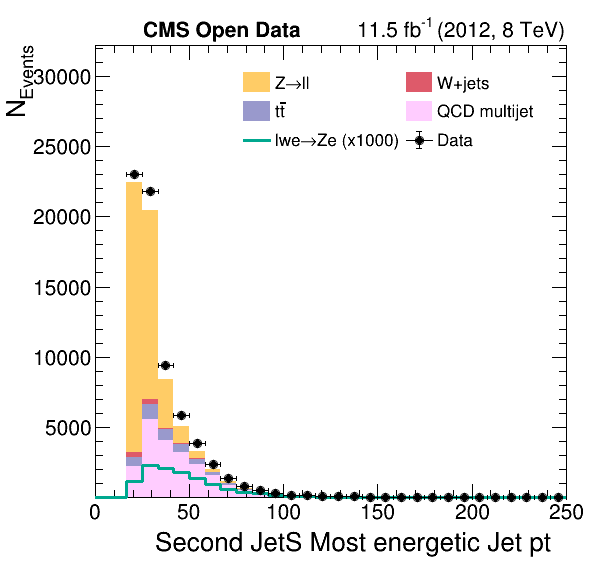 CMS Open Data 11.5 fb-1 (2012, 8 TeV)
NEvents
30000
25000
20000
15000
10000
5000
Z→ll W+jets
tt̄ QCD multijet
lwe→Ze (x1000) Data
0 50 100 150 200 250
Second JetS Most energetic Jet pt